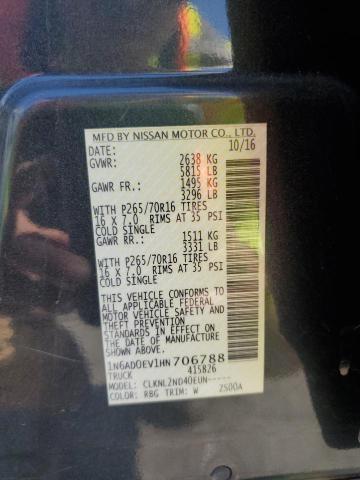 MFD BY NISSAN MOTOR CO., LTD.
DATE: 10/16
GVWR: 2638 KG
5815 LB
GAWR FR.: 1495 KG
3296 LB
WITH P265/70R16 TIRES
16 X 7.0 RIMS AT 35 PSI
COLD SINGLE
GAWR RR.: 1511 KG
3331 LB
WITH P265/70R16 TIRES
16 X 7.0 RIMS AT 35 PSI
COLD SINGLE
THIS VEHICLE CONFORMS TO
ALL APPLICABLE FEDERAL
MOTOR VEHICLE SAFETY AND
THEFT PREVENTION
STANDARDS IN EFFECT ON
THE DATE OF MANUFACTURE
SHOWN ABOVE.
1N6AD0EV1HN706788
TRUCK 415826
MODEL: CLKNL2ND40EUN-----
COLOR: RBG TRIM: W 2500A